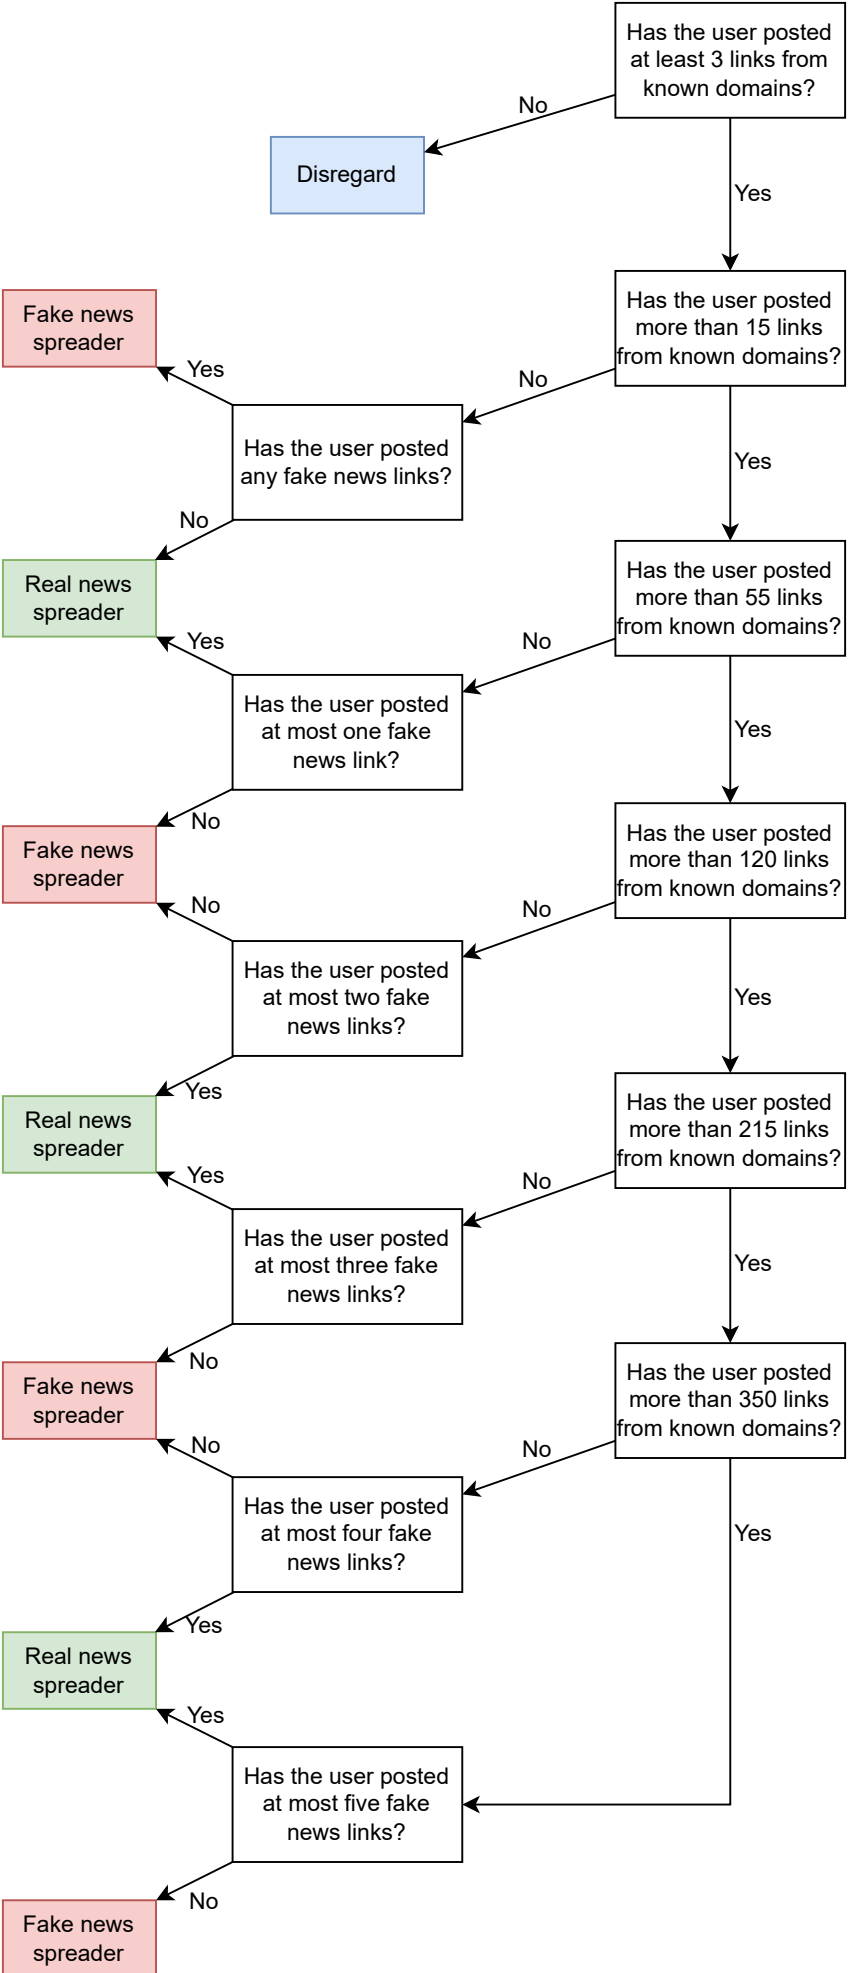 Has the user posted
at least 3 links from
known domains?
No
Disregard
Yes
Has the user posted
more than 15 links
from known domains?
Fake news
spreader
Yes
No
Has the user posted
any fake news links?
Yes
No
Has the user posted
more than 55 links
from known domains?
Real news
spreader
Yes
No
Has the user posted
at most one fake
news link?
Yes
No
Has the user posted
more than 120 links
from known domains?
Fake news
spreader
No
No
Has the user posted
at most two fake
news links?
Yes
Yes
Has the user posted
more than 215 links
from known domains?
Real news
spreader
Yes
No
Has the user posted
at most three fake
news links?
Yes
No
Has the user posted
more than 350 links
from known domains?
Fake news
spreader
No
No
Has the user posted
at most four fake
news links?
Yes
Yes
Real news
spreader
Yes
Has the user posted
at most five fake
news links?
No
Fake news
spreader